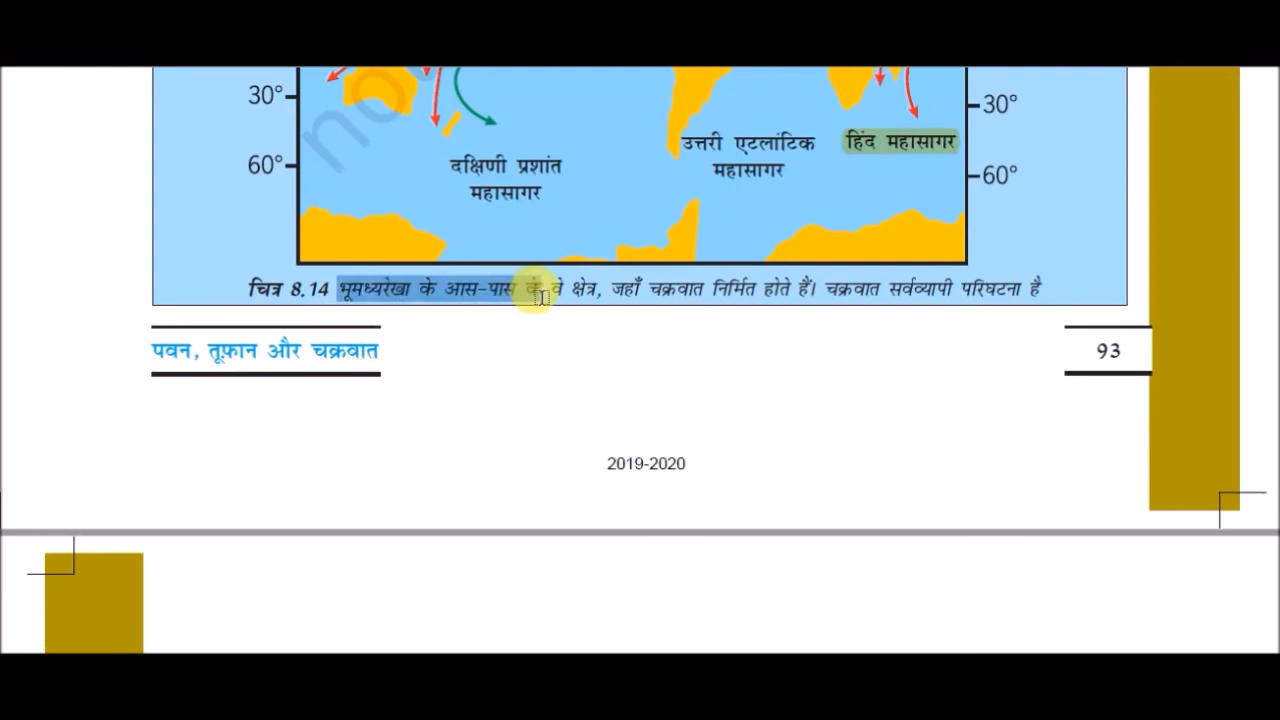 no
30°
30°
उत्तरी एटलांटिक
महासागर
हिंद महासागर
60°
60°
दक्षिणी प्रशांत
महासागर
चित्र 8.14 भूमध्यरेखा के आस-पास के वे क्षेत्र, जहाँ चक्रवात निर्मित होते हैं। चक्रवात सर्वव्यापी परिघटना है
पवन, तूफ़ान और चक्रवात
93
2019-2020